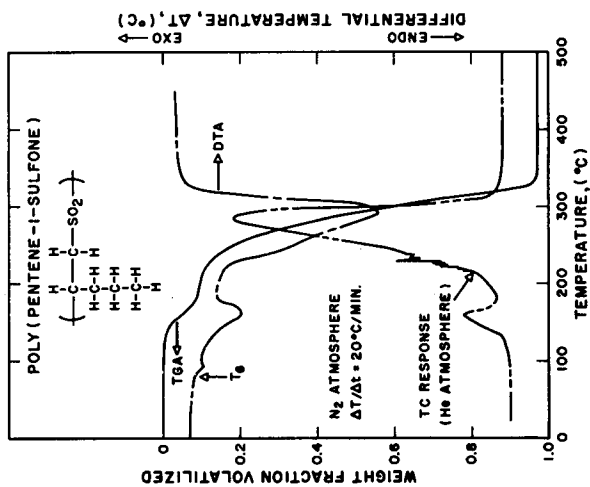 POLY (PENTENE-1-SULFONE)
H H
( C — C — SO₂ )
H-C-H H
H-C-H
H-C-H
H
TGA
Tg
DTA
N₂ ATMOSPHERE
ΔT/Δt = 20°C/MIN.
TC RESPONSE
(He ATMOSPHERE)
WEIGHT FRACTION VOLATILIZED
0
0.2
0.4
0.6
0.8
1.0
0 100 200 300 400 500
TEMPERATURE, (°C)
EXO
ENDO
DIFFERENTIAL TEMPERATURE, ΔT, (°C)